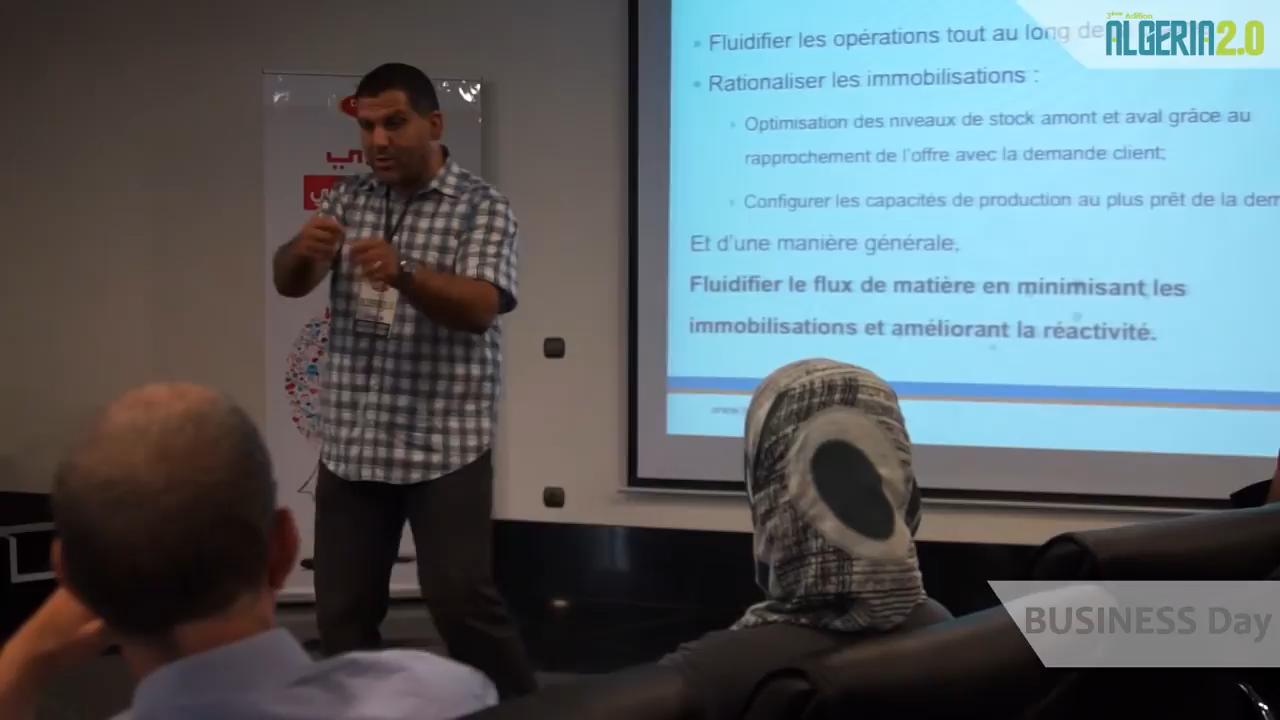 3ème Adition
ALGERIA2.0
Fluidifier les opérations tout au long de
Rationaliser les immobilisations :
Optimisation des niveaux de stock amont et aval grâce au
rapprochement de l'offre avec la demande client;
Configurer les capacités de production au plus prêt de la dem
Et d'une manière générale,
Fluidifier le flux de matière en minimisant les
immobilisations et améliorant la réactivité.
BUSINESS Day